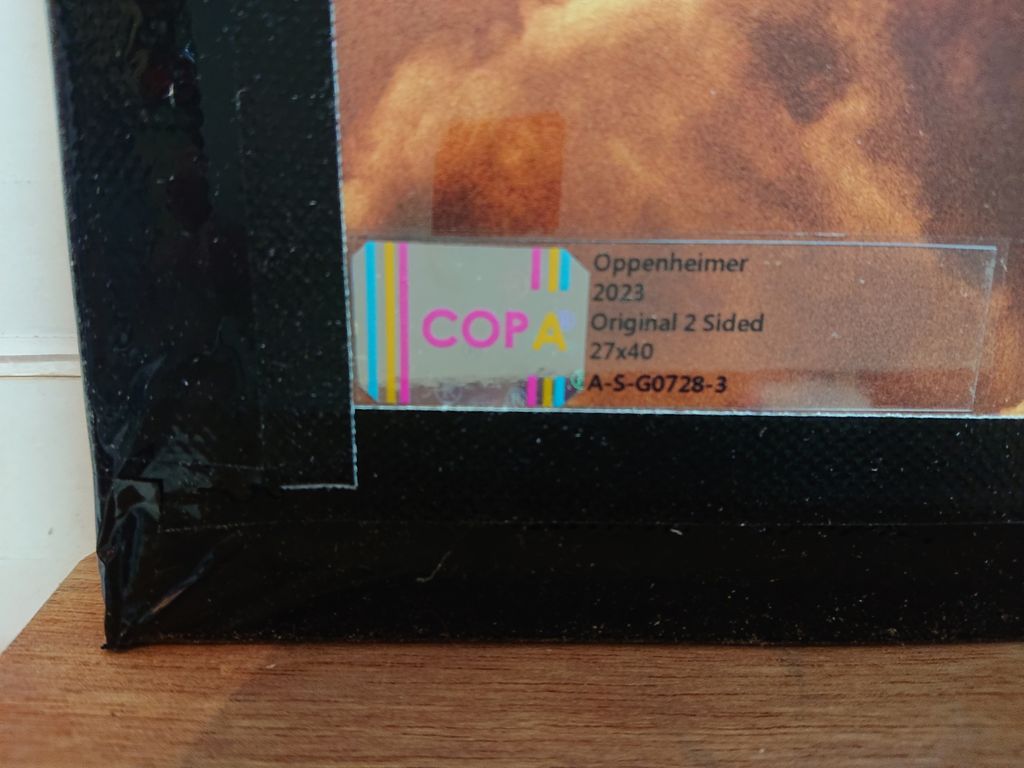 COPA®
Oppenheimer
2023
Original 2 Sided
27x40
A-S-G0728-3